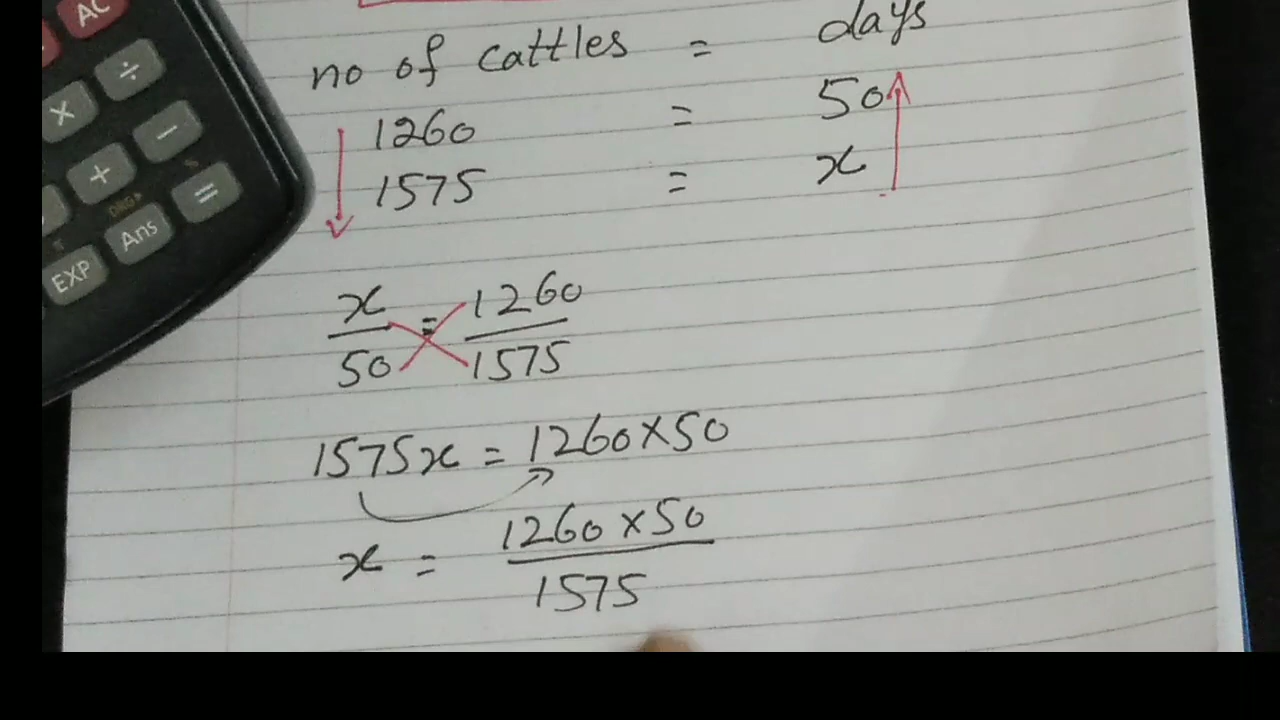 AC
÷
X
−
+
=
DRG▸
Ans
π
EXP
no of cattles = days
1260 = 50
1575 = x
x/50 = 1260/1575
1575x = 1260×50
x = 1260×50/1575